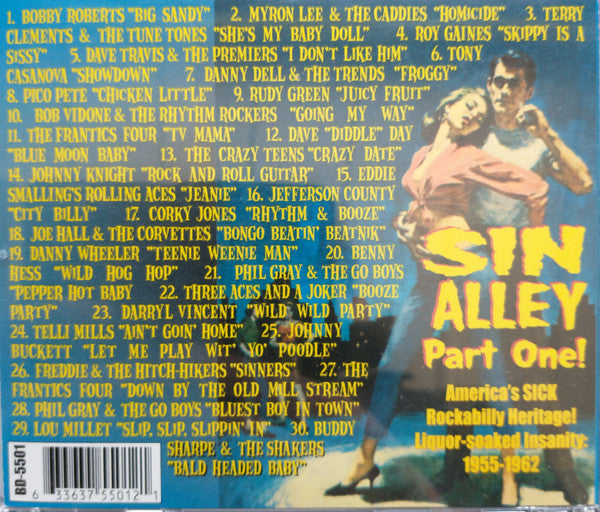 1. BOBBY ROBERTS "BIG SANDY" 2. MYRON LEE & THE CADDIES "HOMICIDE" 3. TERRY
CLEMENTS & THE TUNE TONES "SHE'S MY BABY DOLL" 4. ROY GAINES "SKIPPY IS A
SISSY" 5. DAVE TRAVIS & THE PREMIERS "I DON'T LIKE HIM" 6. TONY
CASANOVA "SHOWDOWN" 7. DANNY DELL & THE TRENDS "FROGGY"
8. PICO PETE "CHICKEN LITTLE" 9. RUDY GREEN "JUICY FRUIT"
10. BOB VIDONE & THE RHYTHM ROCKERS "GOING MY WAY"
11. THE FRANTICS FOUR "TV MAMA" 12. DAVE "DIDDLE" DAY
"BLUE MOON BABY" 13. THE CRAZY TEENS "CRAZY DATE"
14. JOHNNY KNIGHT "ROCK AND ROLL GUITAR" 15. EDDIE
SMALLING'S ROLLING ACES "JEANIE" 16. JEFFERSON COUNTY
"CITY BILLY" 17. CORKY JONES "RHYTHM & BOOZE"
18. JOE HALL & THE CORVETTES "BONGO BEATIN' BEATNIK"
19. DANNY WHEELER "TEENIE WEENIE MAN" 20. BENNY
HESS "WILD HOG HOP" 21. PHIL GRAY & THE GO BOYS
"PEPPER HOT BABY 22. THREE ACES AND A JOKER "BOOZE
PARTY" 23. DARRYL VINCENT "WILD WILD PARTY"
24. TELLI MILLS "AIN'T GOIN' HOME" 25. JOHNNY
BUCKETT "LET ME PLAY WIT' YO' POODLE"
26. FREDDIE & THE HITCH-HIKERS "SINNERS" 27. THE
FRANTICS FOUR "DOWN BY THE OLD MILL STREAM"
28. PHIL GRAY & THE GO BOYS "BLUEST BOY IN TOWN"
29. LOU MILLET "SLIP, SLIP, SLIPPIN' IN" 30. BUDDY
SHARPE & THE SHAKERS
"BALD HEADED BABY"
SIN
ALLEY
Part One!
America's SICK
Rockabilly Heritage!
Liquor-soaked Insanity:
1955-1962
BD-5501
6 33637 55012 1